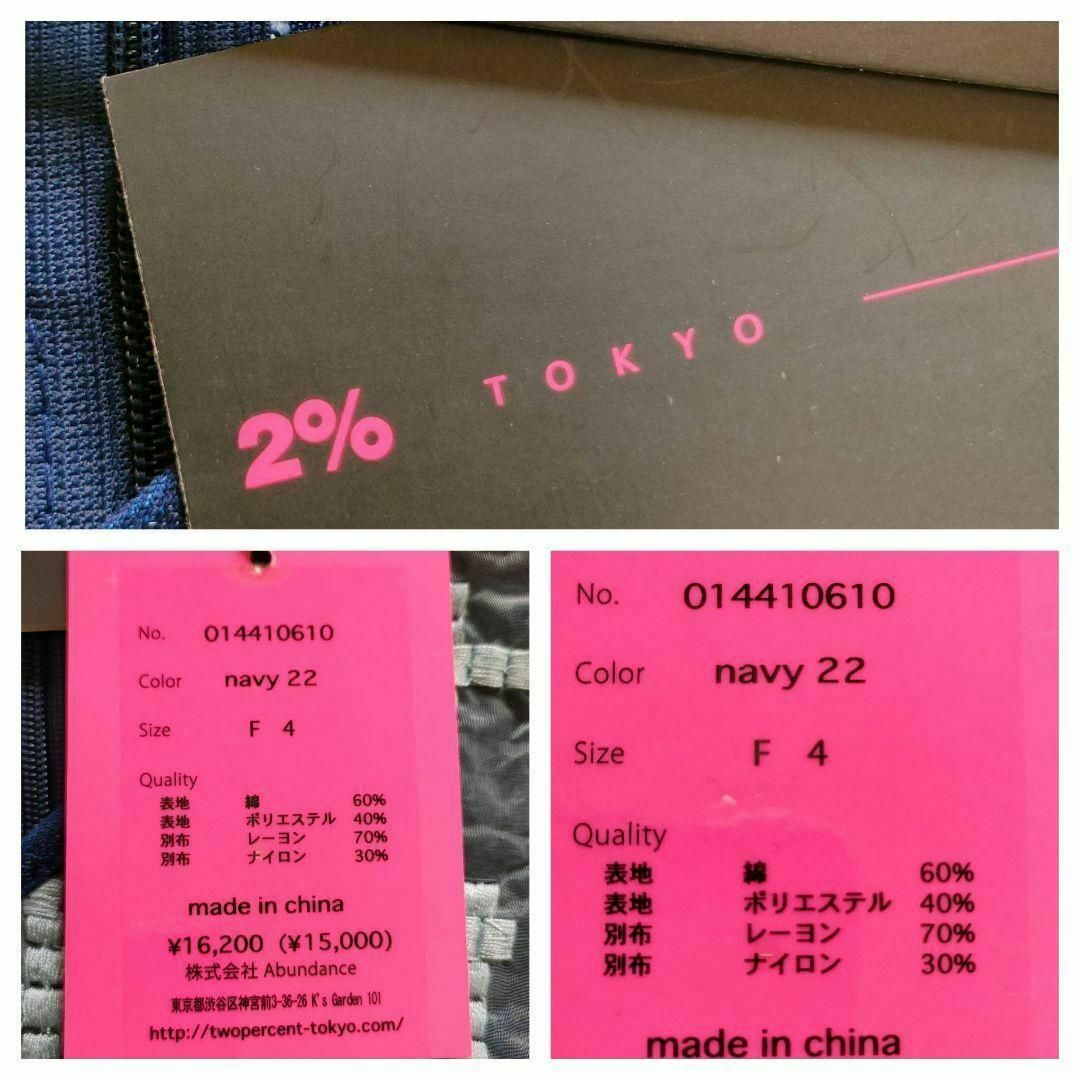 2% TOKYO
No. 014410610
Color navy 22
Size F 4
Quality
表地 綿 60%
表地 ポリエステル 40%
別布 レーヨン 70%
別布 ナイロン 30%
made in china
¥16,200 (¥15,000)
株式会社 Abundance
東京都渋谷区神宮前3-36-26 K's Garden 101
http://twopercent-tokyo.com/
No. 014410610
Color navy 22
Size F 4
Quality
表地 綿 60%
表地 ポリエステル 40%
別布 レーヨン 70%
別布 ナイロン 30%
made in china